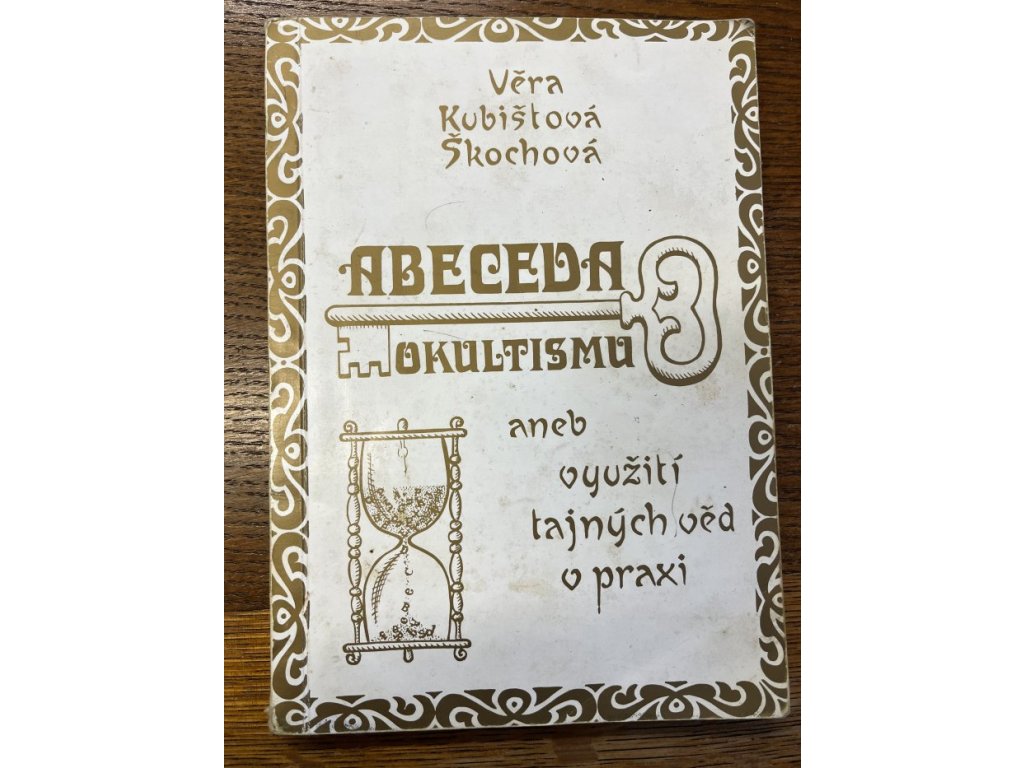 Věra
Kubištová
Škochová
ABECEDA
OKULTISMU
aneb
využití
tajných věd
v praxi